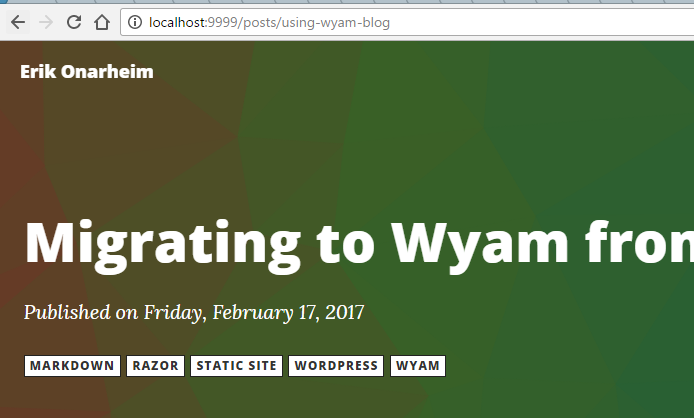 localhost:9999/posts/using-wyam-blog
Erik Onarheim
Migrating to Wyam from
Published on Friday, February 17, 2017
MARKDOWN RAZOR STATIC SITE WORDPRESS WYAM